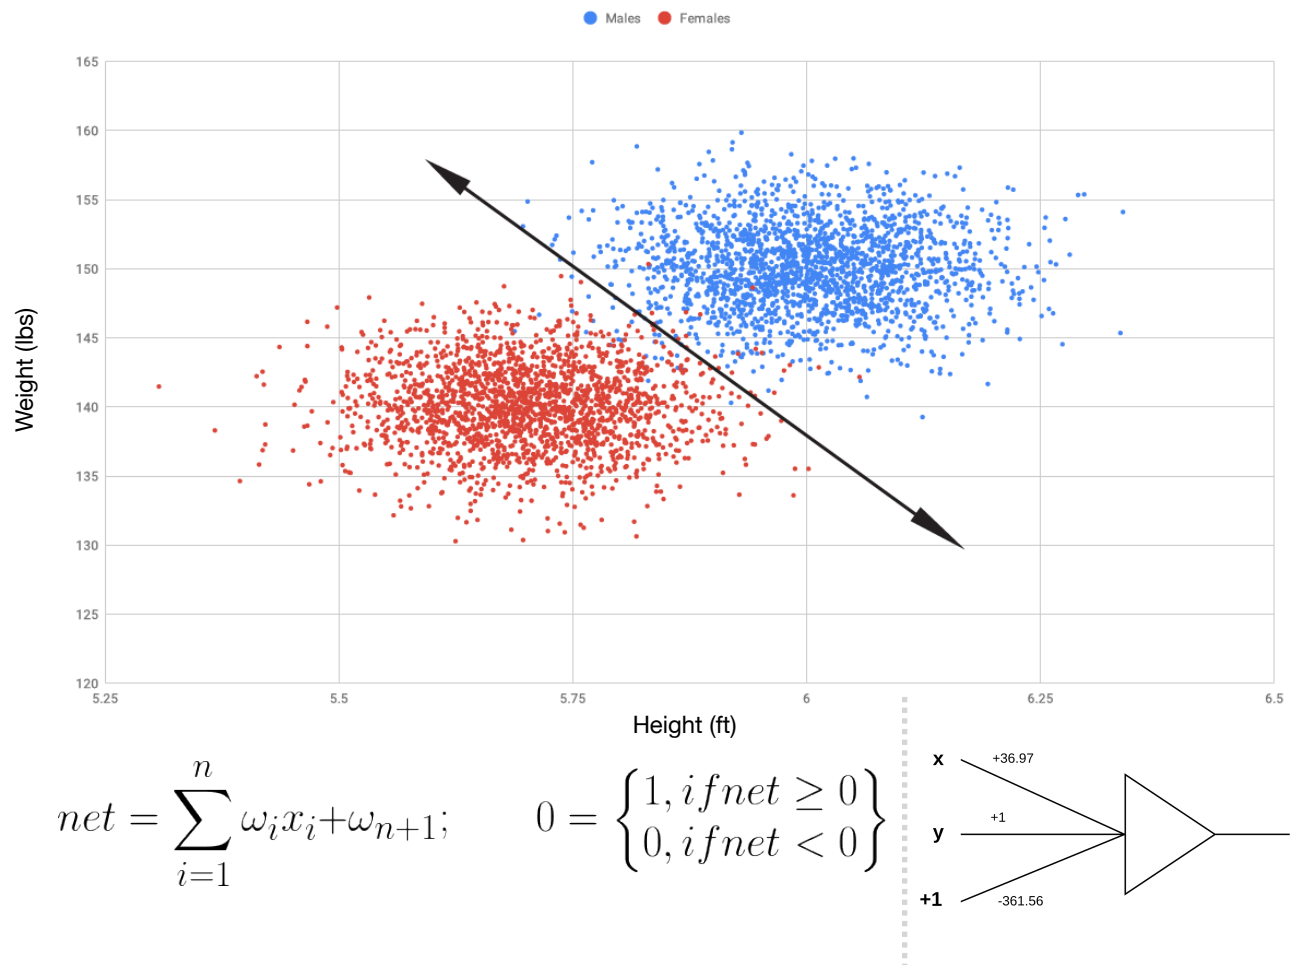 Males Females
165
160
155
150
145
140
135
130
125
120
Weight (lbs)
5.25 5.5 5.75 6 6.25 6.5
Height (ft)
net = \sum_{i=1}^{n} ω_i x_i + ω_{n+1};
0 = { 1, if net ≥ 0
0, if net < 0 }
x +36.97
y +1
+1 -361.56